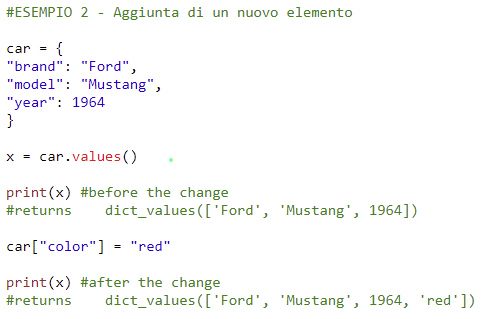 #ESEMPIO 2 - Aggiunta di un nuovo elemento
car = {
"brand": "Ford",
"model": "Mustang",
"year": 1964
}
x = car.values()
print(x) #before the change
#returns    dict_values(['Ford', 'Mustang', 1964])
car["color"] = "red"
print(x) #after the change
#returns    dict_values(['Ford', 'Mustang', 1964, 'red'])